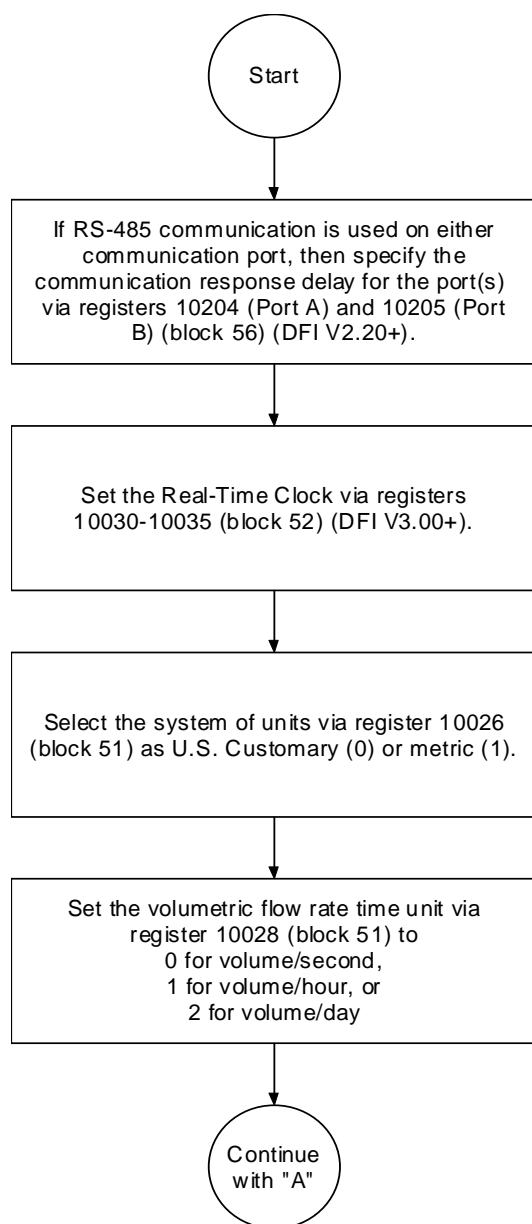 Start
If RS-485 communication is used on either
communication port, then specify the
communication response delay for the port(s)
via registers 10204 (Port A) and 10205 (Port
B) (block 56) (DFI V2.20+).
Set the Real-Time Clock via registers
10030-10035 (block 52) (DFI V3.00+).
Select the system of units via register 10026
(block 51) as U.S. Customary (0) or metric (1).
Set the volumetric flow rate time unit via
register 10028 (block 51) to
0 for volume/second,
1 for volume/hour, or
2 for volume/day
Continue
with "A"